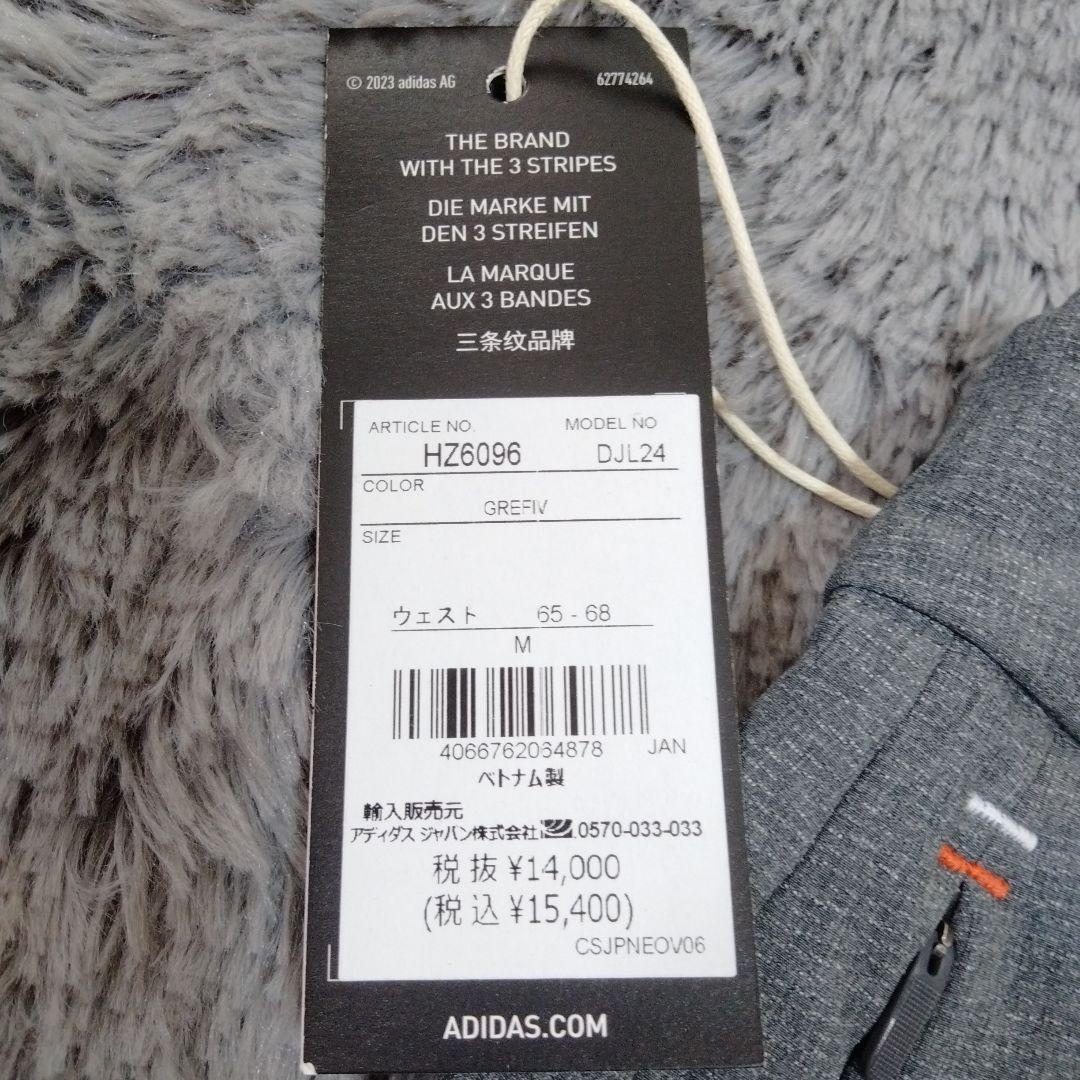 © 2023 adidas AG 62774264
THE BRAND
WITH THE 3 STRIPES
DIE MARKE MIT
DEN 3 STREIFEN
LA MARQUE
AUX 3 BANDES
三条纹品牌
ARTICLE NO. MODEL NO
HZ6096 DJL24
COLOR
GREFIV
SIZE
ウェスト 65 - 68
M
4066762064878 JAN
ベトナム製
輸入販売元
アディダス ジャパン株式会社 0570-033-033
税 抜 ¥14,000
(税 込 ¥15,400)
CSJPNEOV06
ADIDAS.COM